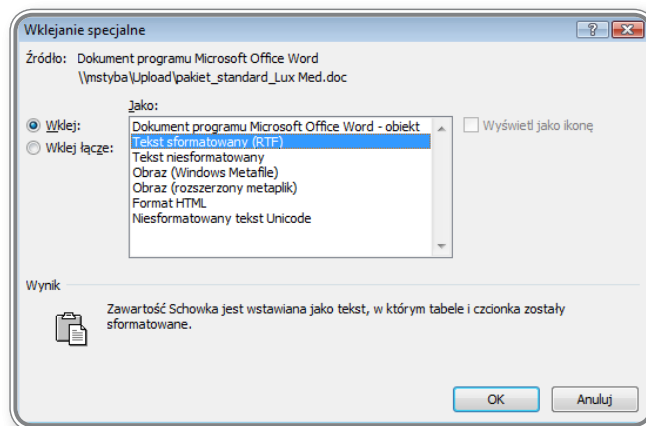 Wklejanie specjalne
Źródło: Dokument programu Microsoft Office Word
\\mstyba\Upload\pakiet_standard_Lux Med.doc
Jako:
Wklej:
Wklej łącze:
Dokument programu Microsoft Office Word - obiekt
Tekst sformatowany (RTF)
Tekst niesformatowany
Obraz (Windows Metafile)
Obraz (rozszerzony metaplik)
Format HTML
Niesformatowany tekst Unicode
Wyświetl jako ikonę
Wynik
Zawartość Schowka jest wstawiana jako tekst, w którym tabele i czcionka zostały
sformatowane.
OK
Anuluj